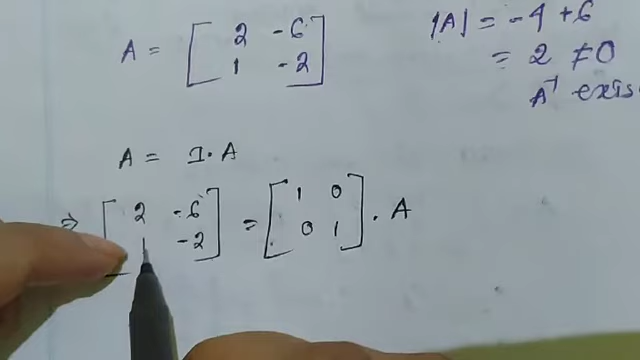 A = [ 2 -6
1 -2 ]
|A| = -4 + 6
= 2 ≠ 0
A⁻¹ exis
A = I · A
⇒ [ 2 -6
1 -2 ] = [ 1 0
0 1 ] · A